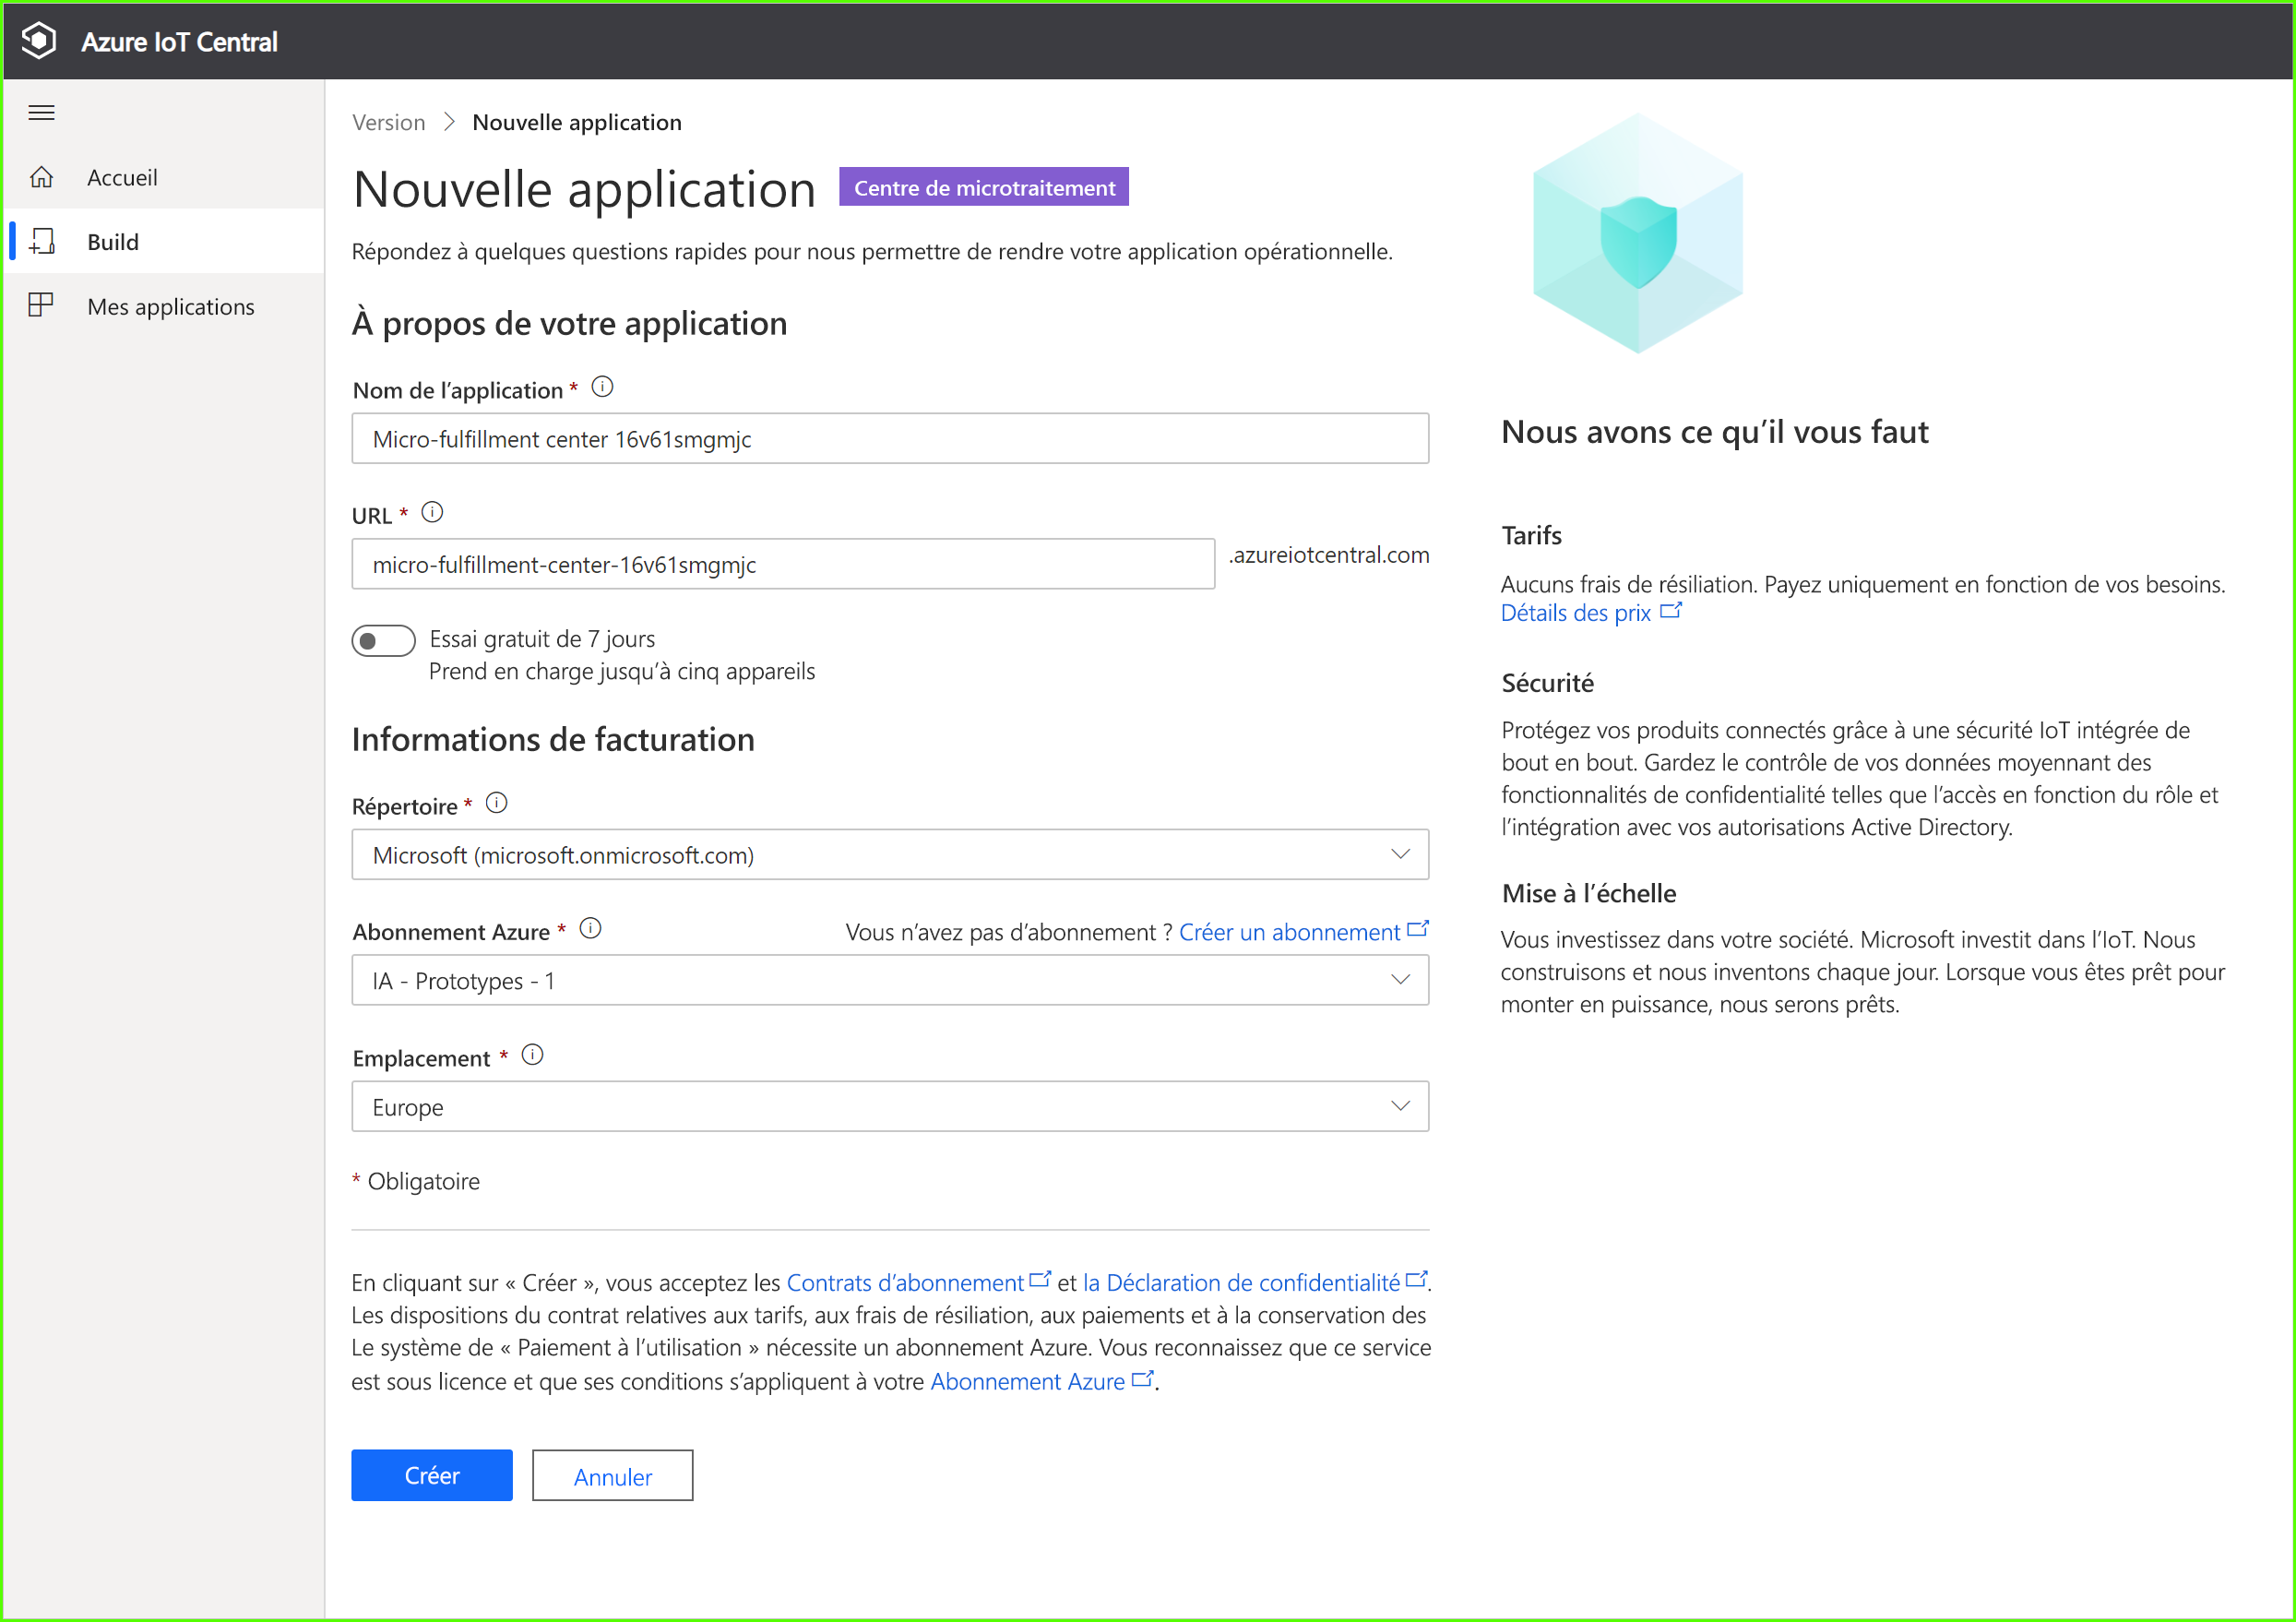 Azure IoT Central
Accueil
Build
Mes applications
Version > Nouvelle application
Nouvelle application
Centre de microtraitement
Répondez à quelques questions rapides pour nous permettre de rendre votre application opérationnelle.
À propos de votre application
Nom de l’application *
Micro-fulfillment center 16v61smgmjc
URL *
micro-fulfillment-center-16v61smgmjc
.azureiotcentral.com
Essai gratuit de 7 jours
Prend en charge jusqu’à cinq appareils
Informations de facturation
Répertoire *
Microsoft (microsoft.onmicrosoft.com)
Abonnement Azure *
Vous n’avez pas d’abonnement ? Créer un abonnement
IA - Prototypes - 1
Emplacement *
Europe
* Obligatoire
En cliquant sur « Créer », vous acceptez les Contrats d’abonnement et la Déclaration de confidentialité.
Les dispositions du contrat relatives aux tarifs, aux frais de résiliation, aux paiements et à la conservation des
Le système de « Paiement à l’utilisation » nécessite un abonnement Azure. Vous reconnaissez que ce service
est sous licence et que ses conditions s’appliquent à votre Abonnement Azure.
Créer
Annuler
Nous avons ce qu’il vous faut
Tarifs
Aucuns frais de résiliation. Payez uniquement en fonction de vos besoins.
Détails des prix
Sécurité
Protégez vos produits connectés grâce à une sécurité IoT intégrée de
bout en bout. Gardez le contrôle de vos données moyennant des
fonctionnalités de confidentialité telles que l’accès en fonction du rôle et
l’intégration avec vos autorisations Active Directory.
Mise à l’échelle
Vous investissez dans votre société. Microsoft investit dans l’IoT. Nous
construisons et nous inventons chaque jour. Lorsque vous êtes prêt pour
monter en puissance, nous serons prêts.